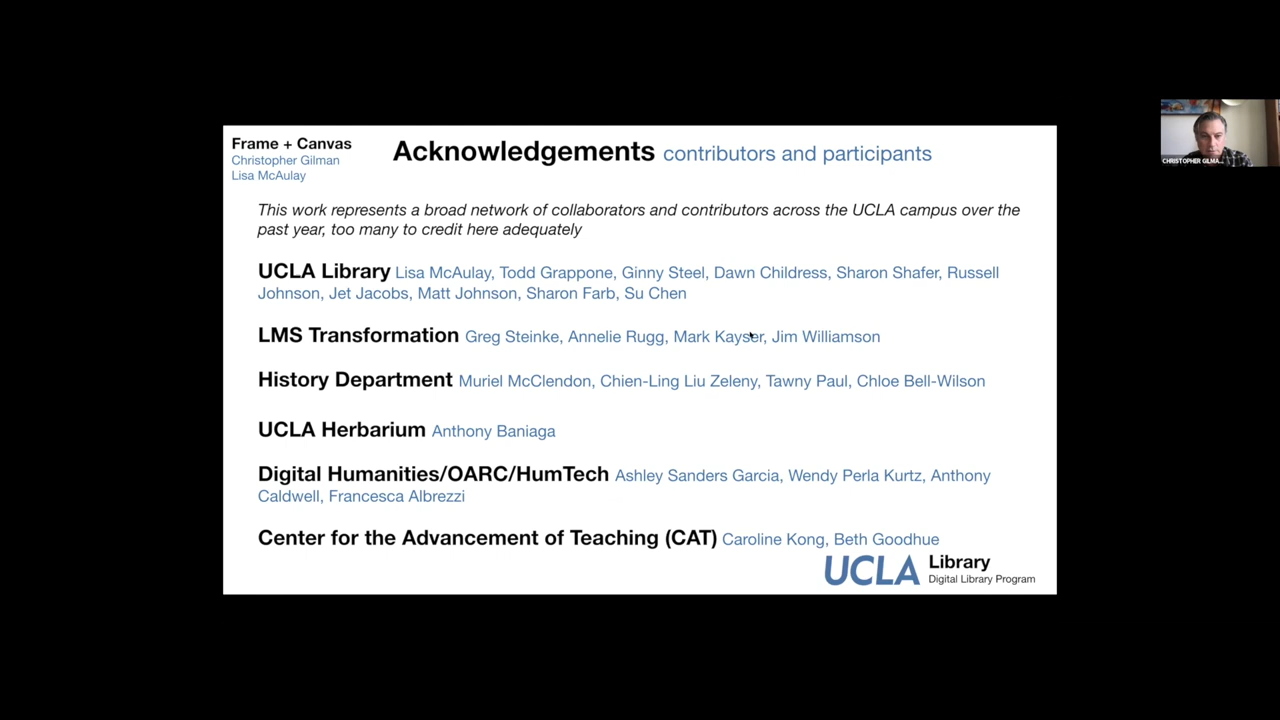 Frame + Canvas
Christopher Gilman
Lisa McAulay
Acknowledgements contributors and participants
This work represents a broad network of collaborators and contributors across the UCLA campus over the
past year, too many to credit here adequately
UCLA Library Lisa McAulay, Todd Grappone, Ginny Steel, Dawn Childress, Sharon Shafer, Russell
Johnson, Jet Jacobs, Matt Johnson, Sharon Farb, Su Chen
LMS Transformation Greg Steinke, Annelie Rugg, Mark Kayser, Jim Williamson
History Department Muriel McClendon, Chien-Ling Liu Zeleny, Tawny Paul, Chloe Bell-Wilson
UCLA Herbarium Anthony Baniaga
Digital Humanities/OARC/HumTech Ashley Sanders Garcia, Wendy Perla Kurtz, Anthony
Caldwell, Francesca Albrezzi
Center for the Advancement of Teaching (CAT) Caroline Kong, Beth Goodhue
UCLA Library
Digital Library Program
CHRISTOPHER GILMA...